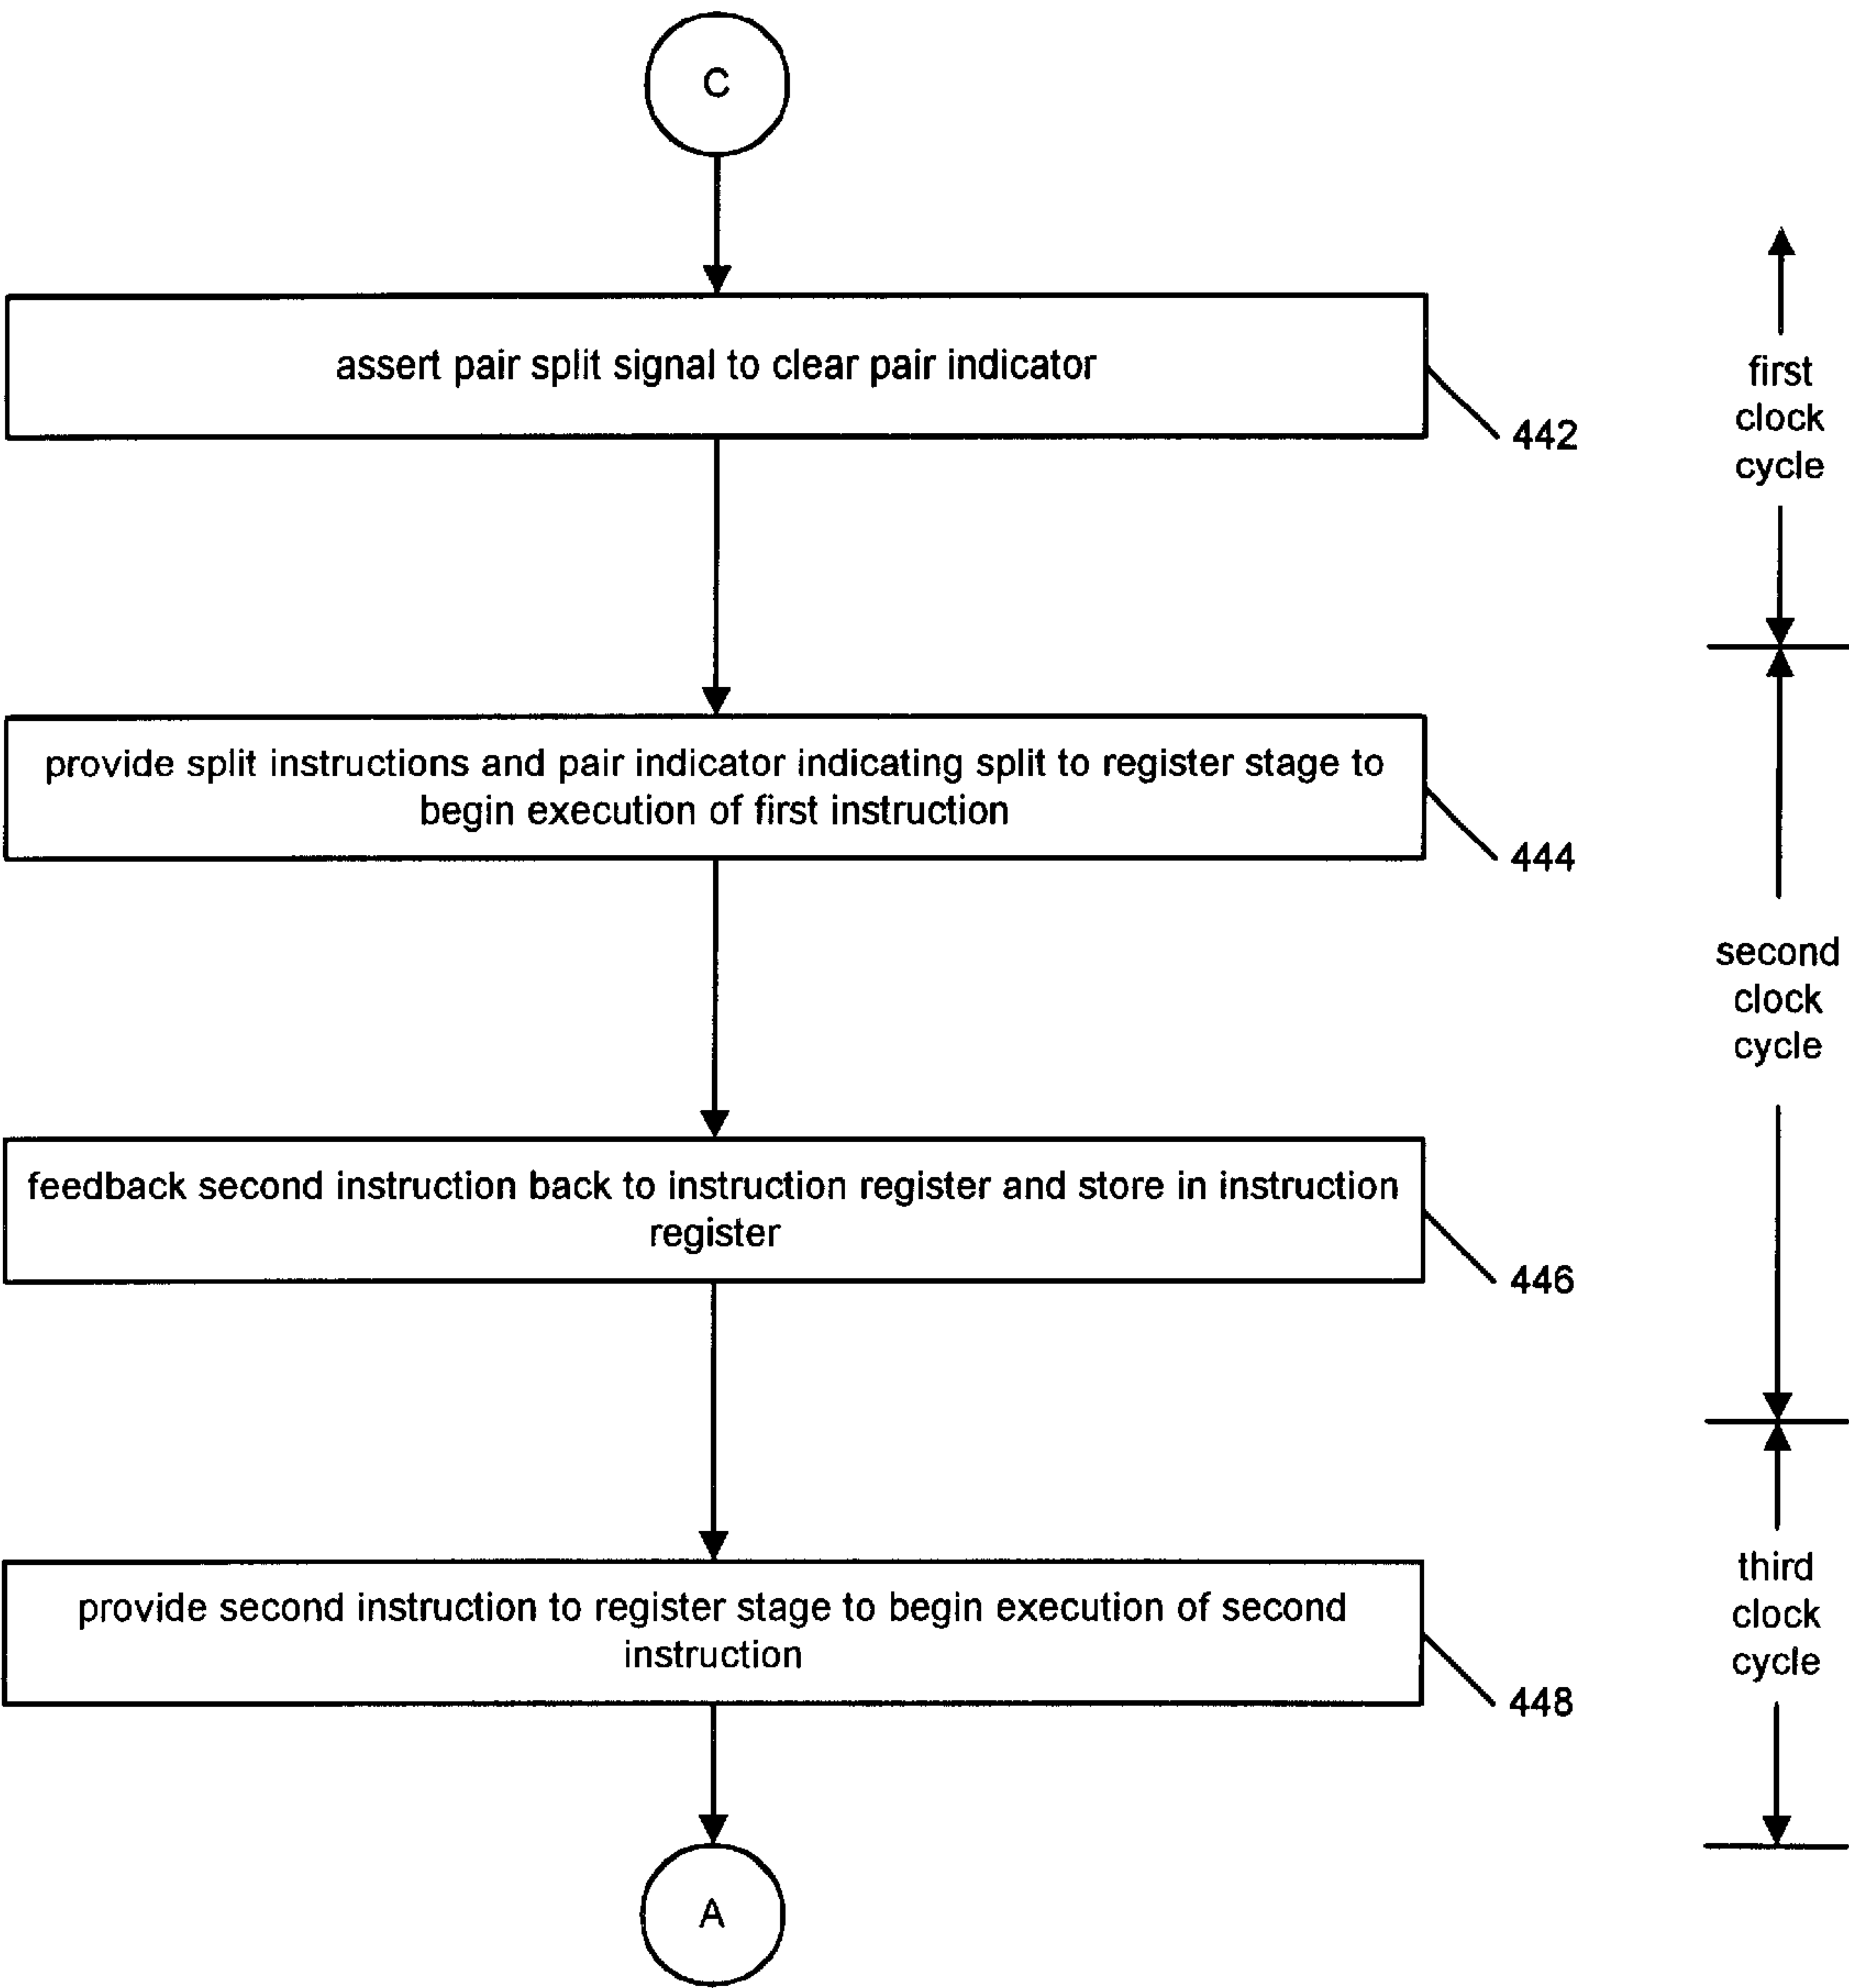 C
assert pair split signal to clear pair indicator
442
first
clock
cycle
provide split instructions and pair indicator indicating split to register stage to
begin execution of first instruction
444
second
clock
cycle
feedback second instruction back to instruction register and store in instruction
register
446
provide second instruction to register stage to begin execution of second
instruction
448
third
clock
cycle
A